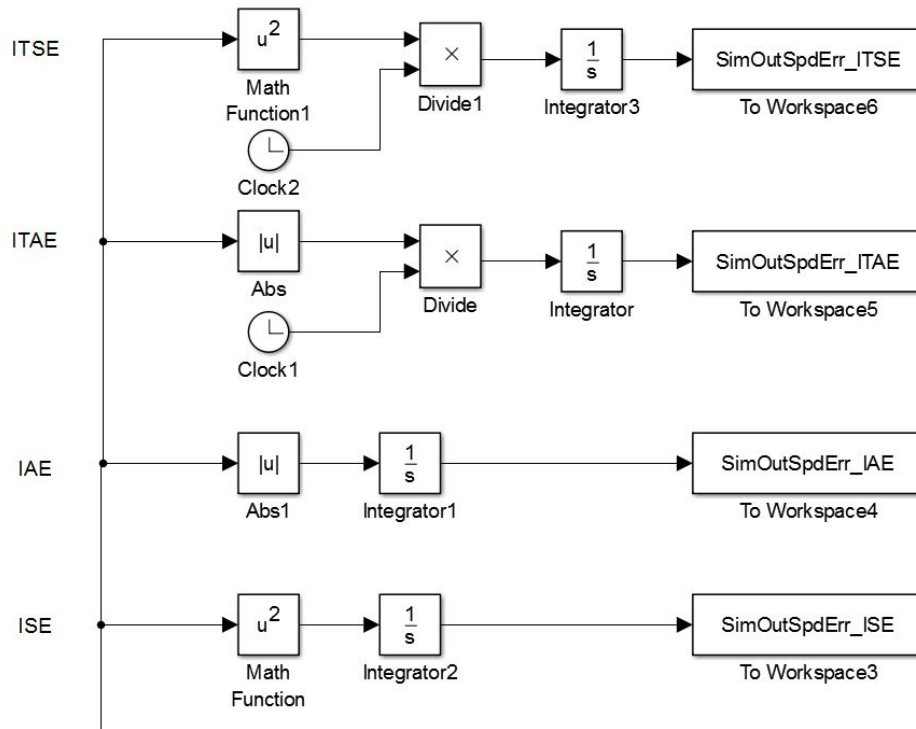 ITSE
u²
Math
Function1
Clock2
×
Divide1
1
s
Integrator3
SimOutSpdErr_ITSE
To Workspace6
ITAE
|u|
Abs
Clock1
×
Divide
1
s
Integrator
SimOutSpdErr_ITAE
To Workspace5
IAE
|u|
Abs1
1
s
Integrator1
SimOutSpdErr_IAE
To Workspace4
ISE
u²
Math
Function
1
s
Integrator2
SimOutSpdErr_ISE
To Workspace3